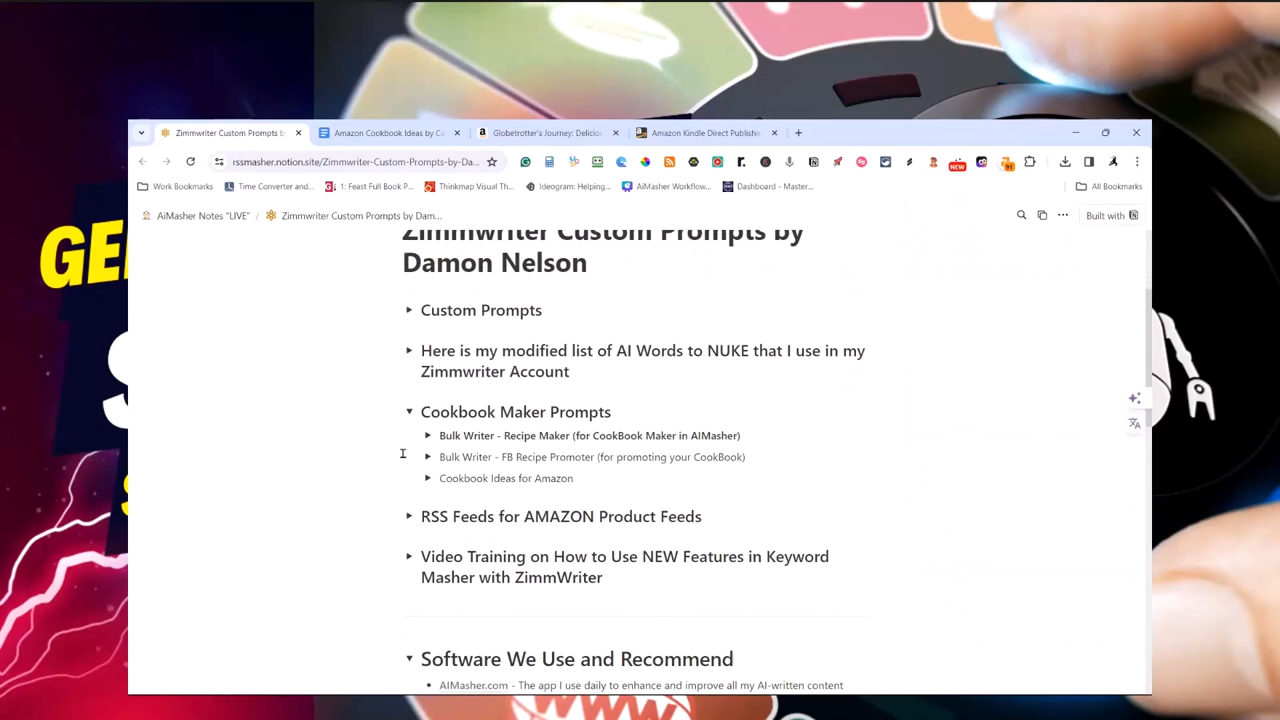 GE
S
S
Zimmwriter Custom Prompts b
Amazon Cookbook Ideas by Ca
Globetrotter's Journey: Delicio
Amazon Kindle Direct Publishi
rssmasher.notion.site/Zimmwriter-Custom-Prompts-by-Da...
NEW
91
Work Bookmarks
Time Converter and...
1: Feast Full Book P...
Thinkmap Visual Th...
Ideogram: Helping...
AiMasher Workflow...
Dashboard - Master...
All Bookmarks
AiMasher Notes "LIVE" / Zimmwriter Custom Prompts by Dam...
Built with
Zimmwriter Custom Prompts by
Damon Nelson
Custom Prompts
Here is my modified list of AI Words to NUKE that I use in my
Zimmwriter Account
Cookbook Maker Prompts
Bulk Writer - Recipe Maker (for CookBook Maker in AIMasher)
Bulk Writer - FB Recipe Promoter (for promoting your CookBook)
Cookbook Ideas for Amazon
RSS Feeds for AMAZON Product Feeds
Video Training on How to Use NEW Features in Keyword
Masher with ZimmWriter
Software We Use and Recommend
• AIMasher.com - The app I use daily to enhance and improve all my AI-written content
WWW